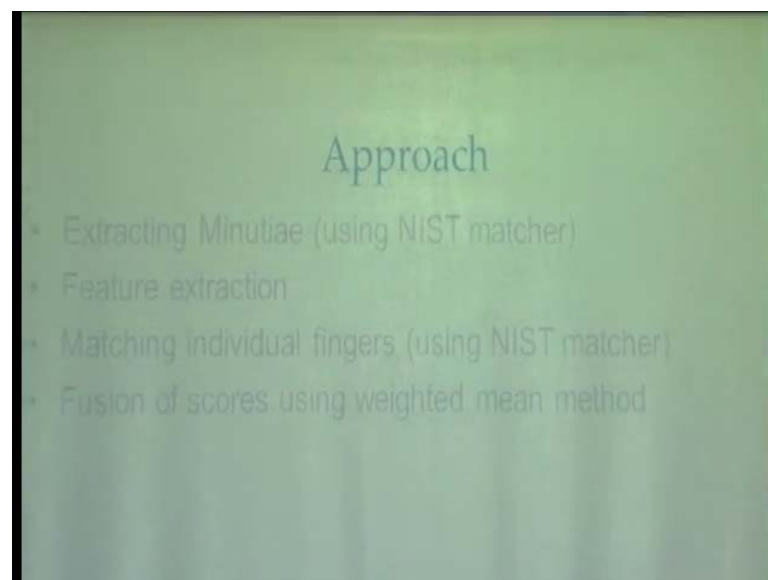 Approach
• Extracting Minutiae (using NIST matcher)
• Feature extraction
• Matching individual fingers (using NIST matcher)
• Fusion of scores using weighted mean method